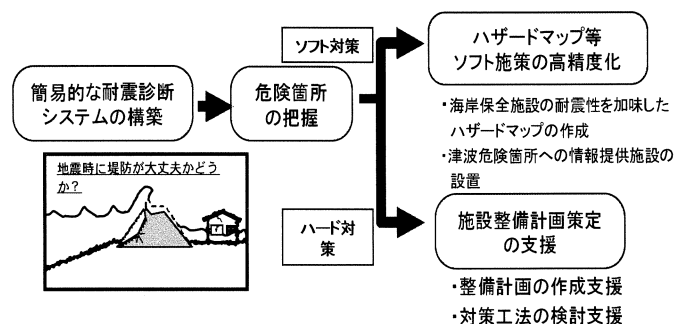 簡易的な耐震診断
システムの構築
地震時に堤防が大丈夫かどう
か?
危険箇所
の把握
ソフト対策
ハザードマップ等
ソフト施策の高精度化
・海岸保全施設の耐震性を加味した
ハザードマップの作成
・津波危険箇所への情報提供施設の
設置
ハード対
策
施設整備計画策定
の支援
・整備計画の作成支援
・対策工法の検討支援